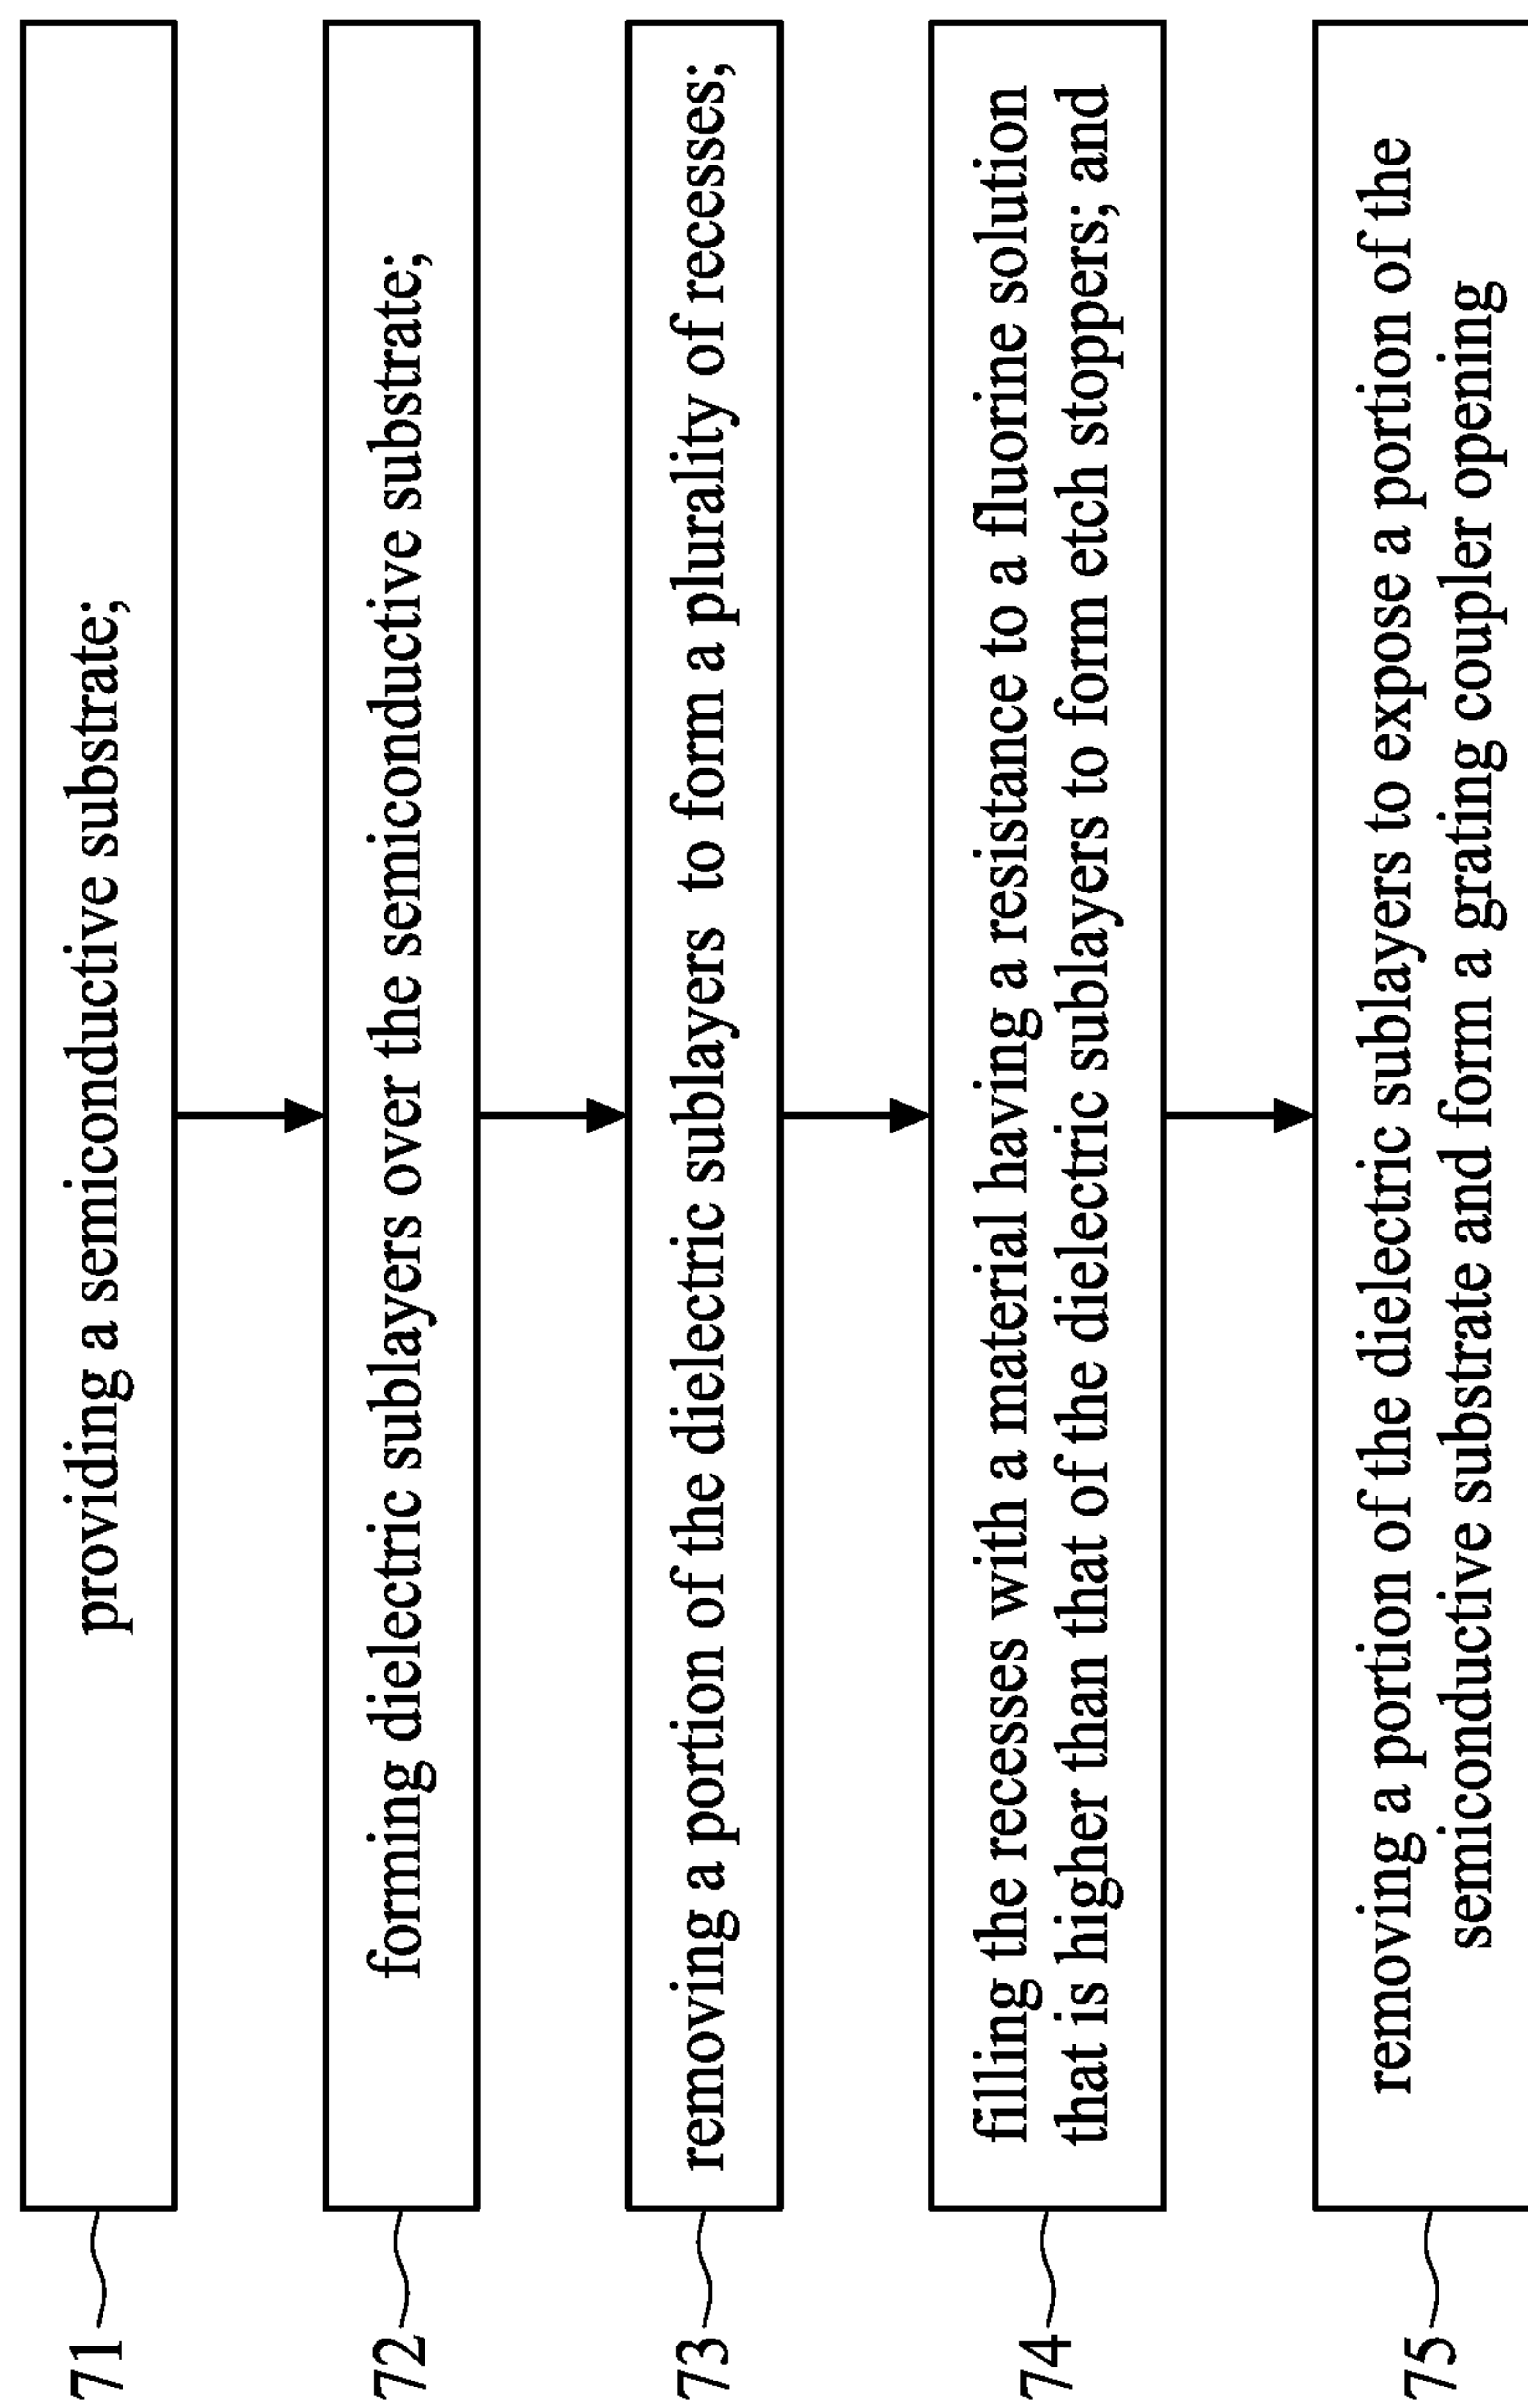 71
providing a semiconductive substrate;
72
forming dielectric sublayers over the semiconductive substrate;
73
removing a portion of the dielectric sublayers to form a plurality of recesses;
74
filling the recesses with a material having a resistance to a fluorine solution
that is higher than that of the dielectric sublayers to form etch stoppers; and
75
removing a portion of the dielectric sublayers to expose a portion of the
semiconductive substrate and form a grating coupler opening